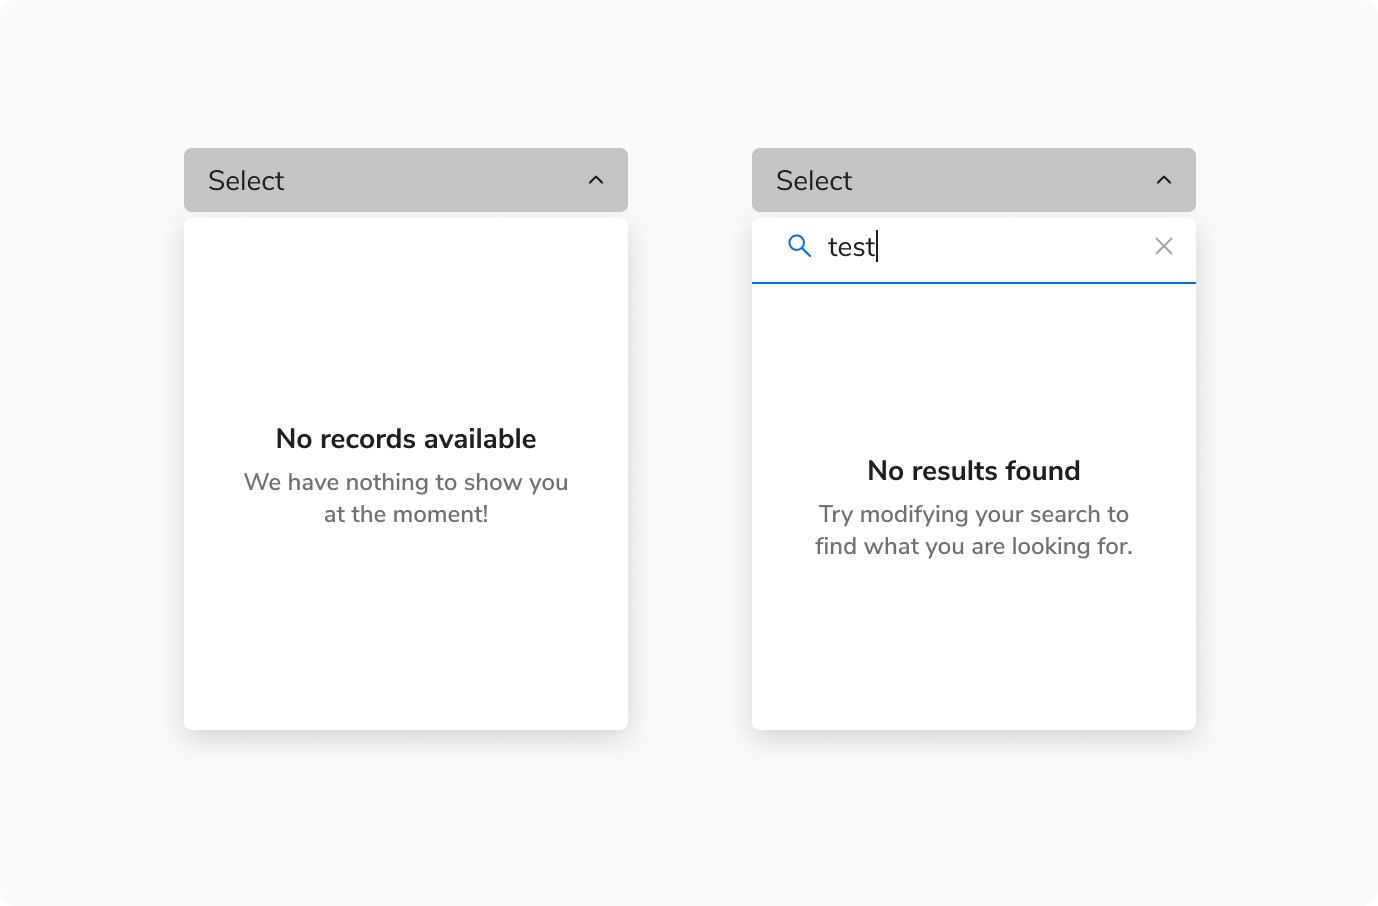 Select
No records available
We have nothing to show you
at the moment!
Select
test
No results found
Try modifying your search to
find what you are looking for.